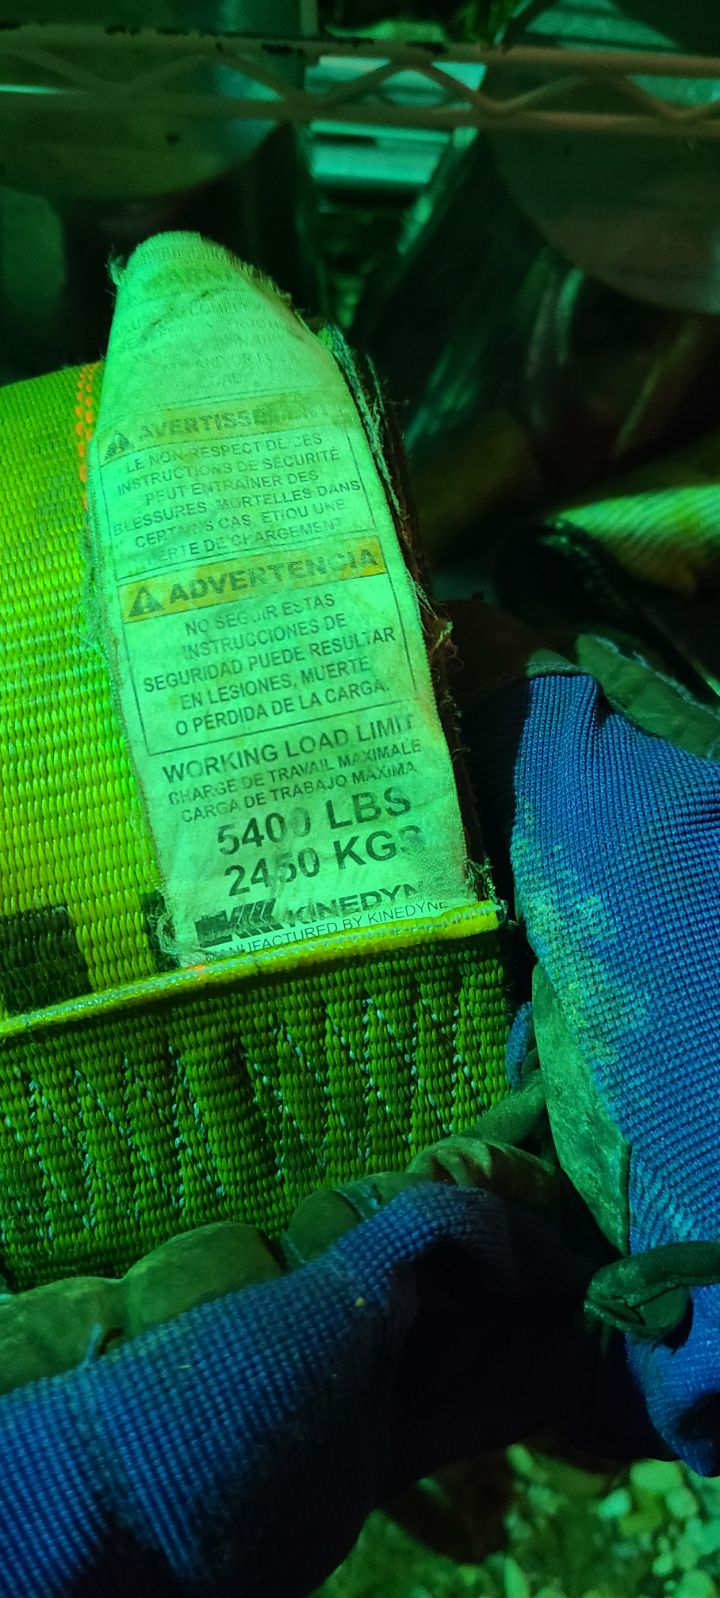 AVERTISSEMENT
LE NON-RESPECT DE CES
INSTRUCTIONS DE SÉCURITÉ
PEUT ENTRAÎNER DES
BLESSURES MORTELLES DANS
CERTAINS CAS, ET/OU UNE
PERTE DE CHARGEMENT.
ADVERTENCIA
NO SEGUIR ESTAS
INSTRUCCIONES DE
SEGURIDAD PUEDE RESULTAR
EN LESIONES, MUERTE
O PÉRDIDA DE LA CARGA.
WORKING LOAD LIMIT
CHARGE DE TRAVAIL MAXIMALE
CARGA DE TRABAJO MÁXIMA
5400 LBS
2450 KGS
KINEDYNE
MANUFACTURED BY KINEDYNE